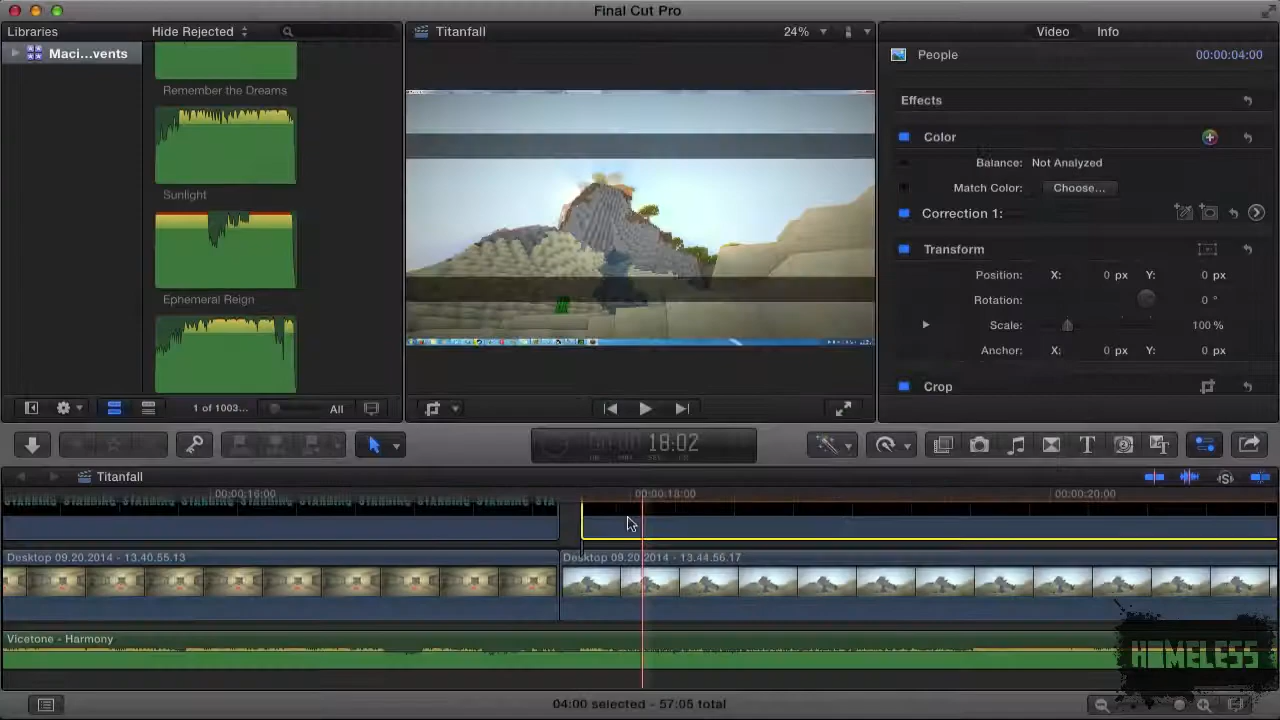 Final Cut Pro
Libraries
Hide Rejected
Titanfall
24%
Video
Info
Maci...vents
People
00:00:04:00
Remember the Dreams
Effects
Color
Balance: Not Analyzed
Match Color: Choose...
Sunlight
Correction 1:
Transform
Position: X: 0 px Y: 0 px
Ephemeral Reign
Rotation: 0 °
Scale: 100 %
Anchor: X: 0 px Y: 0 px
Crop
1 of 1003...
All
18:02
Titanfall
00:00:16:00
00:00:18:00
00:00:20:00
Desktop 09.20.2014 - 13.40.55.13
Desktop 09.20.2014 - 13.44.56.17
Vicetone - Harmony
HOMELESS
04:00 selected - 57:05 total